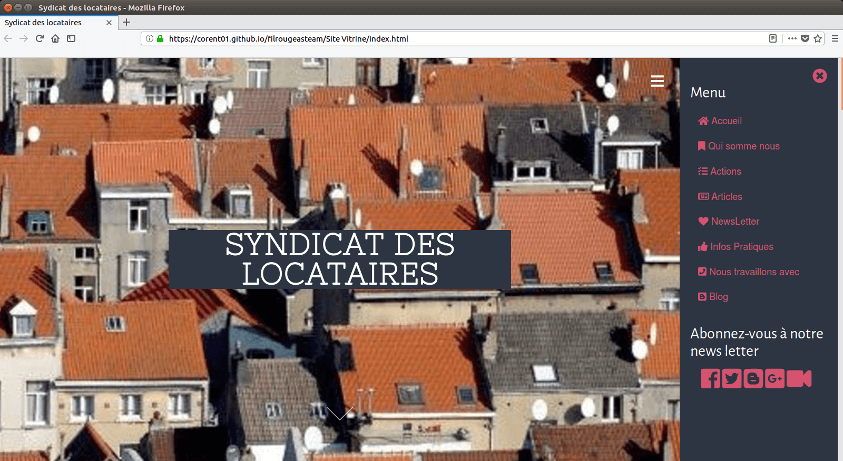 Sydicat des locataires - Mozilla Firefox
Sydicat des locataires
https://corent01.github.io/filrougeasteam/Site Vitrine/index.html
SYNDICAT DES
LOCATAIRES
Menu
Accueil
Qui somme nous
Actions
Articles
NewsLetter
Infos Pratiques
Nous travaillons avec
Blog
Abonnez-vous à notre
news letter